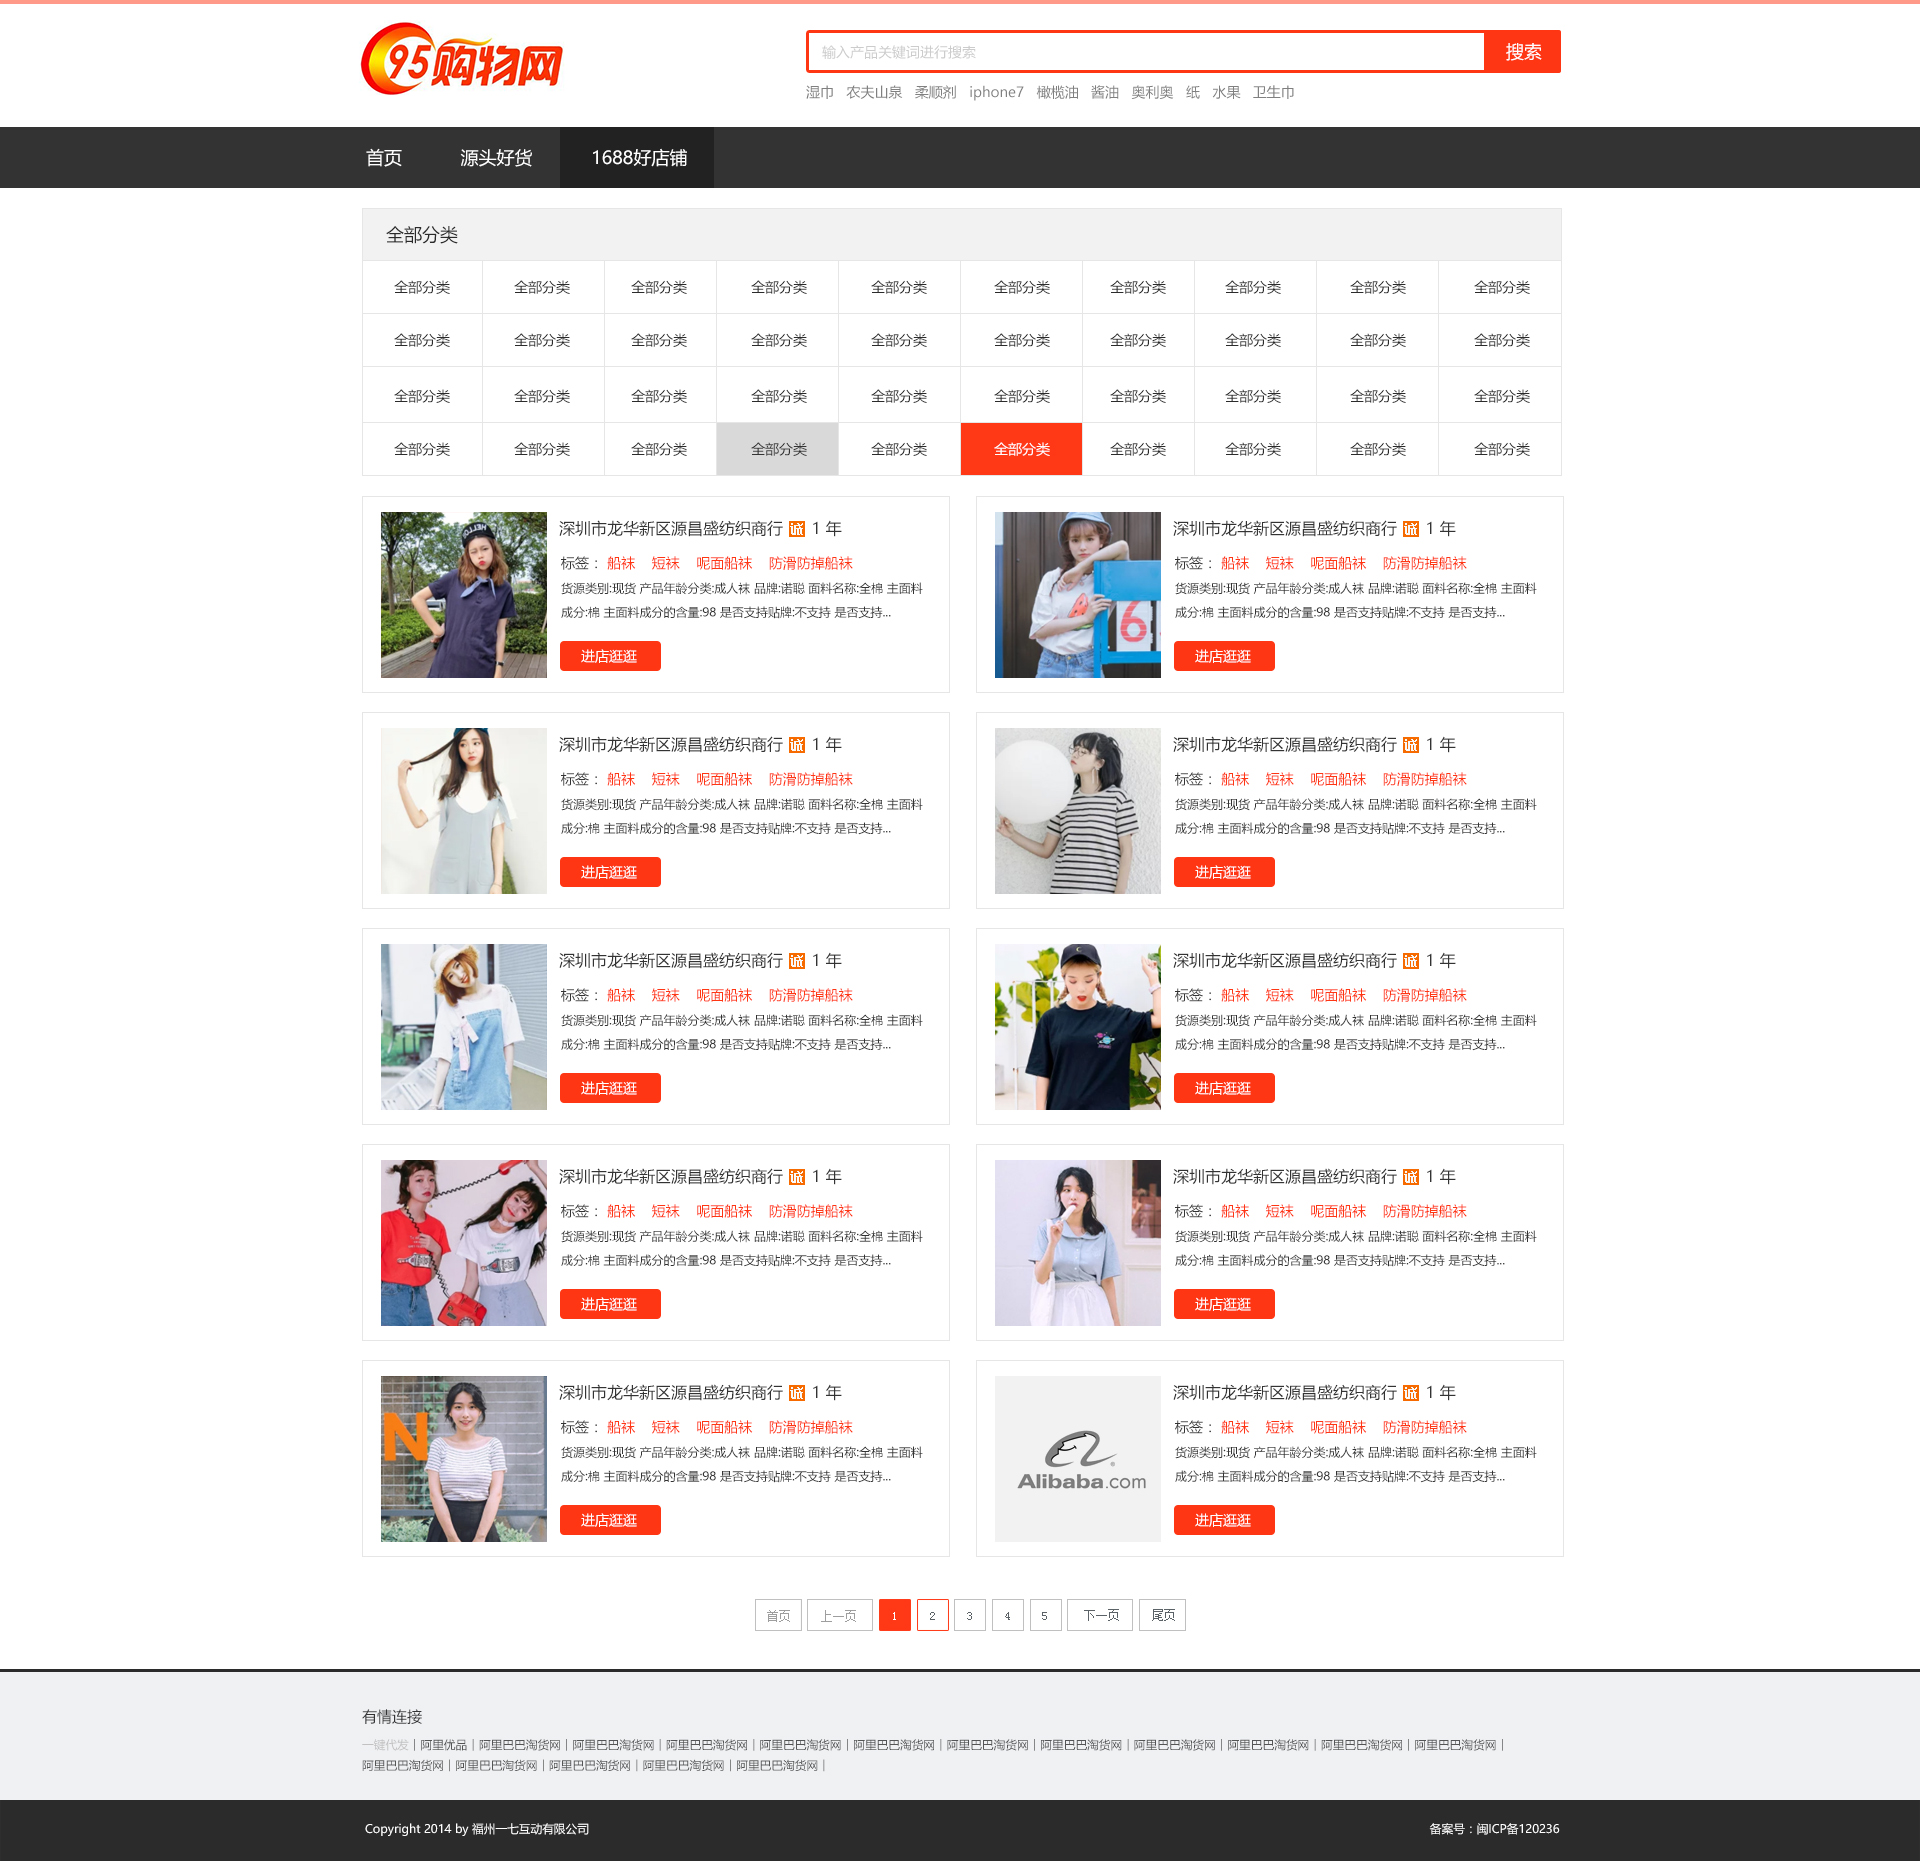 95购物网
输入产品关键词进行搜索 搜索
湿巾 农夫山泉 柔顺剂 iphone7 橄榄油 酱油 奥利奥 纸 水果 卫生巾
首页 源头好货 1688好店铺
全部分类
全部分类 全部分类 全部分类 全部分类 全部分类 全部分类 全部分类 全部分类 全部分类 全部分类
全部分类 全部分类 全部分类 全部分类 全部分类 全部分类 全部分类 全部分类 全部分类 全部分类
全部分类 全部分类 全部分类 全部分类 全部分类 全部分类 全部分类 全部分类 全部分类 全部分类
全部分类 全部分类 全部分类 全部分类 全部分类 全部分类 全部分类 全部分类 全部分类 全部分类
HELLO
深圳市龙华新区源昌盛纺织商行 诚 1 年
标签： 船袜 短袜 呢面船袜 防滑防掉船袜
货源类别:现货 产品年龄分类:成人袜 品牌:诺聪 面料名称:全棉 主面料
成分:棉 主面料成分的含量:98 是否支持贴牌:不支持 是否支持...
进店逛逛
6
深圳市龙华新区源昌盛纺织商行 诚 1 年
标签： 船袜 短袜 呢面船袜 防滑防掉船袜
货源类别:现货 产品年龄分类:成人袜 品牌:诺聪 面料名称:全棉 主面料
成分:棉 主面料成分的含量:98 是否支持贴牌:不支持 是否支持...
进店逛逛
深圳市龙华新区源昌盛纺织商行 诚 1 年
标签： 船袜 短袜 呢面船袜 防滑防掉船袜
货源类别:现货 产品年龄分类:成人袜 品牌:诺聪 面料名称:全棉 主面料
成分:棉 主面料成分的含量:98 是否支持贴牌:不支持 是否支持...
进店逛逛
深圳市龙华新区源昌盛纺织商行 诚 1 年
标签： 船袜 短袜 呢面船袜 防滑防掉船袜
货源类别:现货 产品年龄分类:成人袜 品牌:诺聪 面料名称:全棉 主面料
成分:棉 主面料成分的含量:98 是否支持贴牌:不支持 是否支持...
进店逛逛
深圳市龙华新区源昌盛纺织商行 诚 1 年
标签： 船袜 短袜 呢面船袜 防滑防掉船袜
货源类别:现货 产品年龄分类:成人袜 品牌:诺聪 面料名称:全棉 主面料
成分:棉 主面料成分的含量:98 是否支持贴牌:不支持 是否支持...
进店逛逛
深圳市龙华新区源昌盛纺织商行 诚 1 年
标签： 船袜 短袜 呢面船袜 防滑防掉船袜
货源类别:现货 产品年龄分类:成人袜 品牌:诺聪 面料名称:全棉 主面料
成分:棉 主面料成分的含量:98 是否支持贴牌:不支持 是否支持...
进店逛逛
深圳市龙华新区源昌盛纺织商行 诚 1 年
标签： 船袜 短袜 呢面船袜 防滑防掉船袜
货源类别:现货 产品年龄分类:成人袜 品牌:诺聪 面料名称:全棉 主面料
成分:棉 主面料成分的含量:98 是否支持贴牌:不支持 是否支持...
进店逛逛
深圳市龙华新区源昌盛纺织商行 诚 1 年
标签： 船袜 短袜 呢面船袜 防滑防掉船袜
货源类别:现货 产品年龄分类:成人袜 品牌:诺聪 面料名称:全棉 主面料
成分:棉 主面料成分的含量:98 是否支持贴牌:不支持 是否支持...
进店逛逛
N
深圳市龙华新区源昌盛纺织商行 诚 1 年
标签： 船袜 短袜 呢面船袜 防滑防掉船袜
货源类别:现货 产品年龄分类:成人袜 品牌:诺聪 面料名称:全棉 主面料
成分:棉 主面料成分的含量:98 是否支持贴牌:不支持 是否支持...
进店逛逛
Alibaba.com
深圳市龙华新区源昌盛纺织商行 诚 1 年
标签： 船袜 短袜 呢面船袜 防滑防掉船袜
货源类别:现货 产品年龄分类:成人袜 品牌:诺聪 面料名称:全棉 主面料
成分:棉 主面料成分的含量:98 是否支持贴牌:不支持 是否支持...
进店逛逛
首页 上一页 1 2 3 4 5 下一页 尾页
有情连接
一键代发 | 阿里优品 | 阿里巴巴淘货网 | 阿里巴巴淘货网 | 阿里巴巴淘货网 | 阿里巴巴淘货网 | 阿里巴巴淘货网 | 阿里巴巴淘货网 | 阿里巴巴淘货网 | 阿里巴巴淘货网 | 阿里巴巴淘货网 | 阿里巴巴淘货网 | 阿里巴巴淘货网 |
阿里巴巴淘货网 | 阿里巴巴淘货网 | 阿里巴巴淘货网 | 阿里巴巴淘货网 | 阿里巴巴淘货网 |
Copyright 2014 by 福州一七互动有限公司 备案号：闽ICP备120236